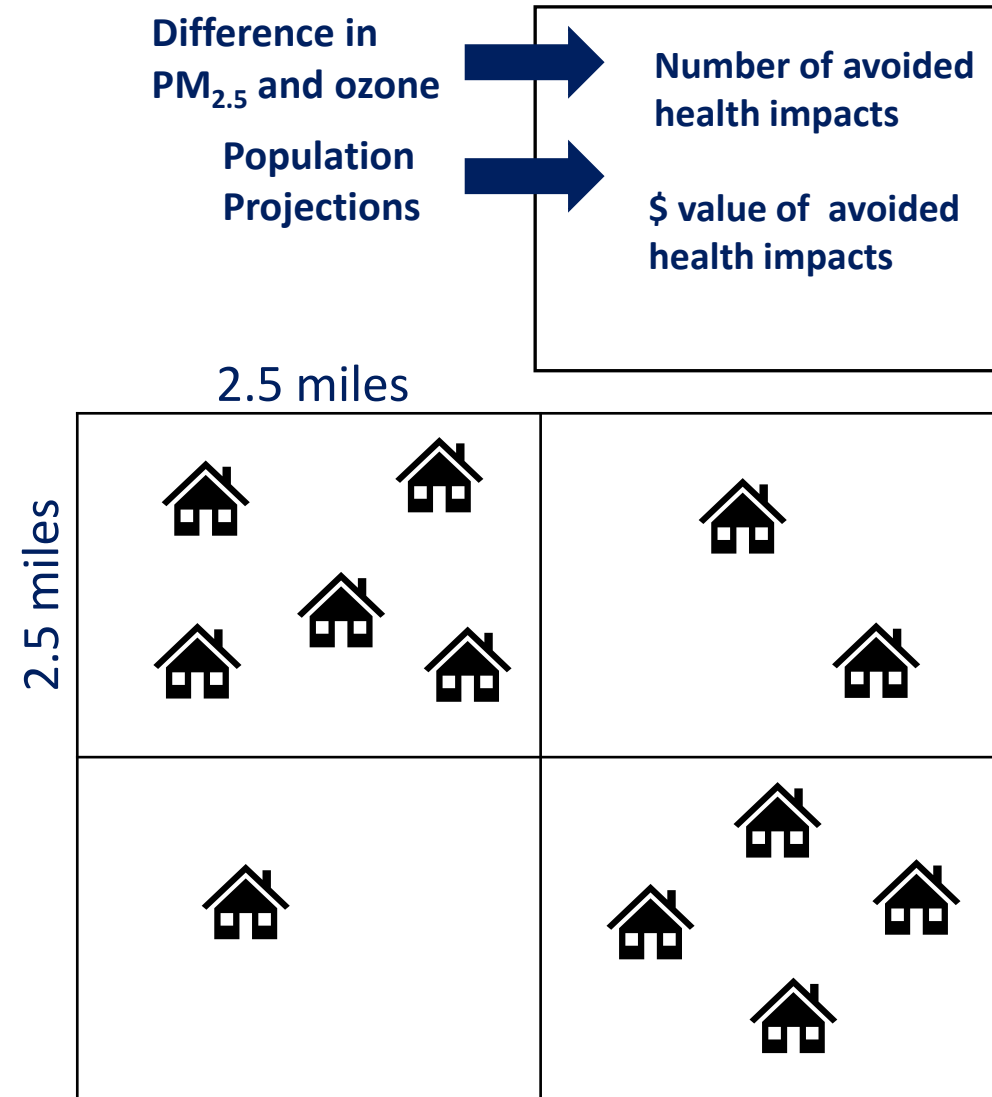 Difference in
PM₂.₅ and ozone
Population
Projections
Number of avoided
health impacts
$ value of  avoided
health impacts
2.5 miles
2.5 miles